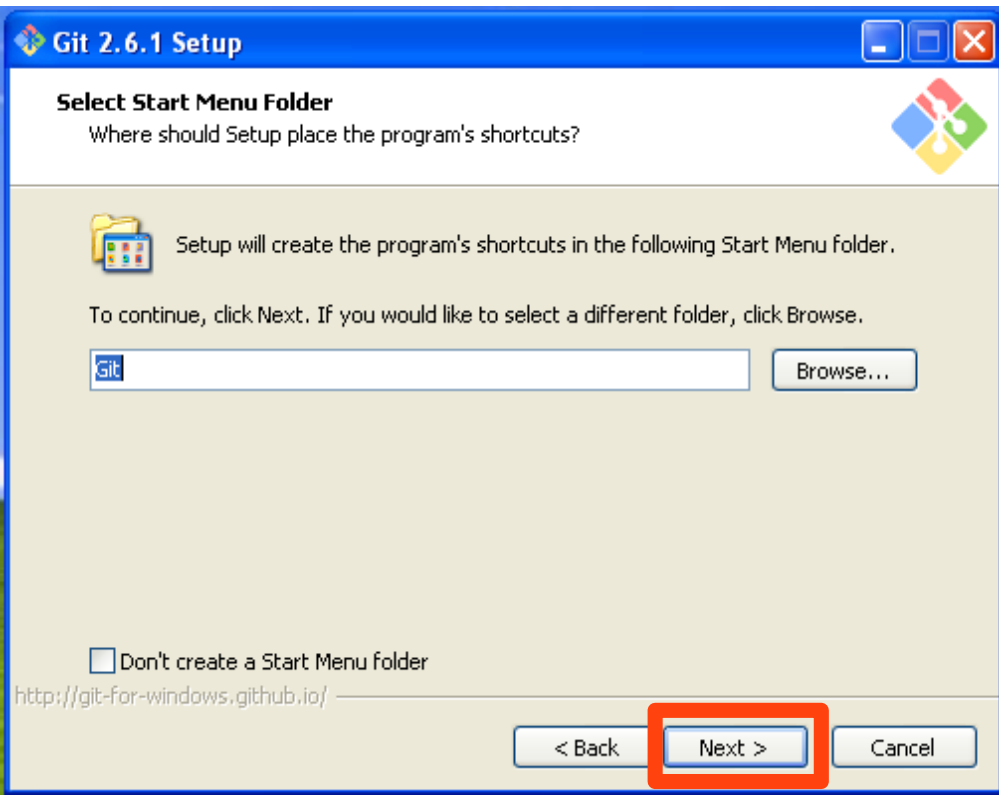 Git 2.6.1 Setup
Select Start Menu Folder
Where should Setup place the program's shortcuts?
Setup will create the program's shortcuts in the following Start Menu folder.
To continue, click Next. If you would like to select a different folder, click Browse.
Git
Browse...
Don't create a Start Menu folder
http://git-for-windows.github.io/
< Back
Next >
Cancel